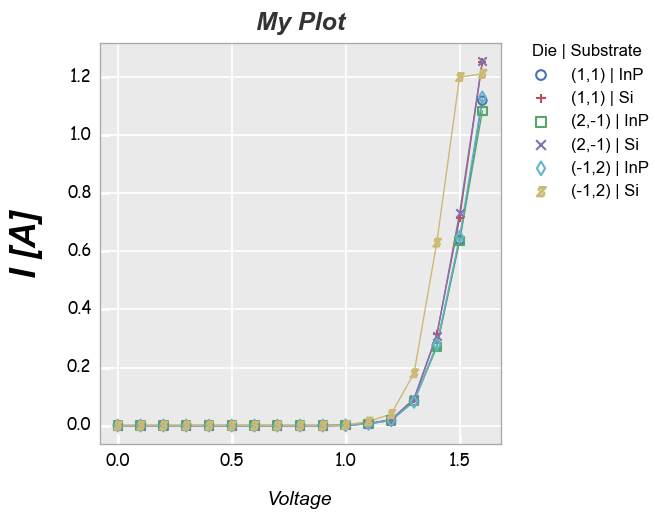 My Plot
Die | Substrate
(1,1) | InP
(1,1) | Si
(2,-1) | InP
(2,-1) | Si
(-1,2) | InP
(-1,2) | Si
I [A]
1.2
1.0
0.8
0.6
0.4
0.2
0.0
0.0 0.5 1.0 1.5
Voltage